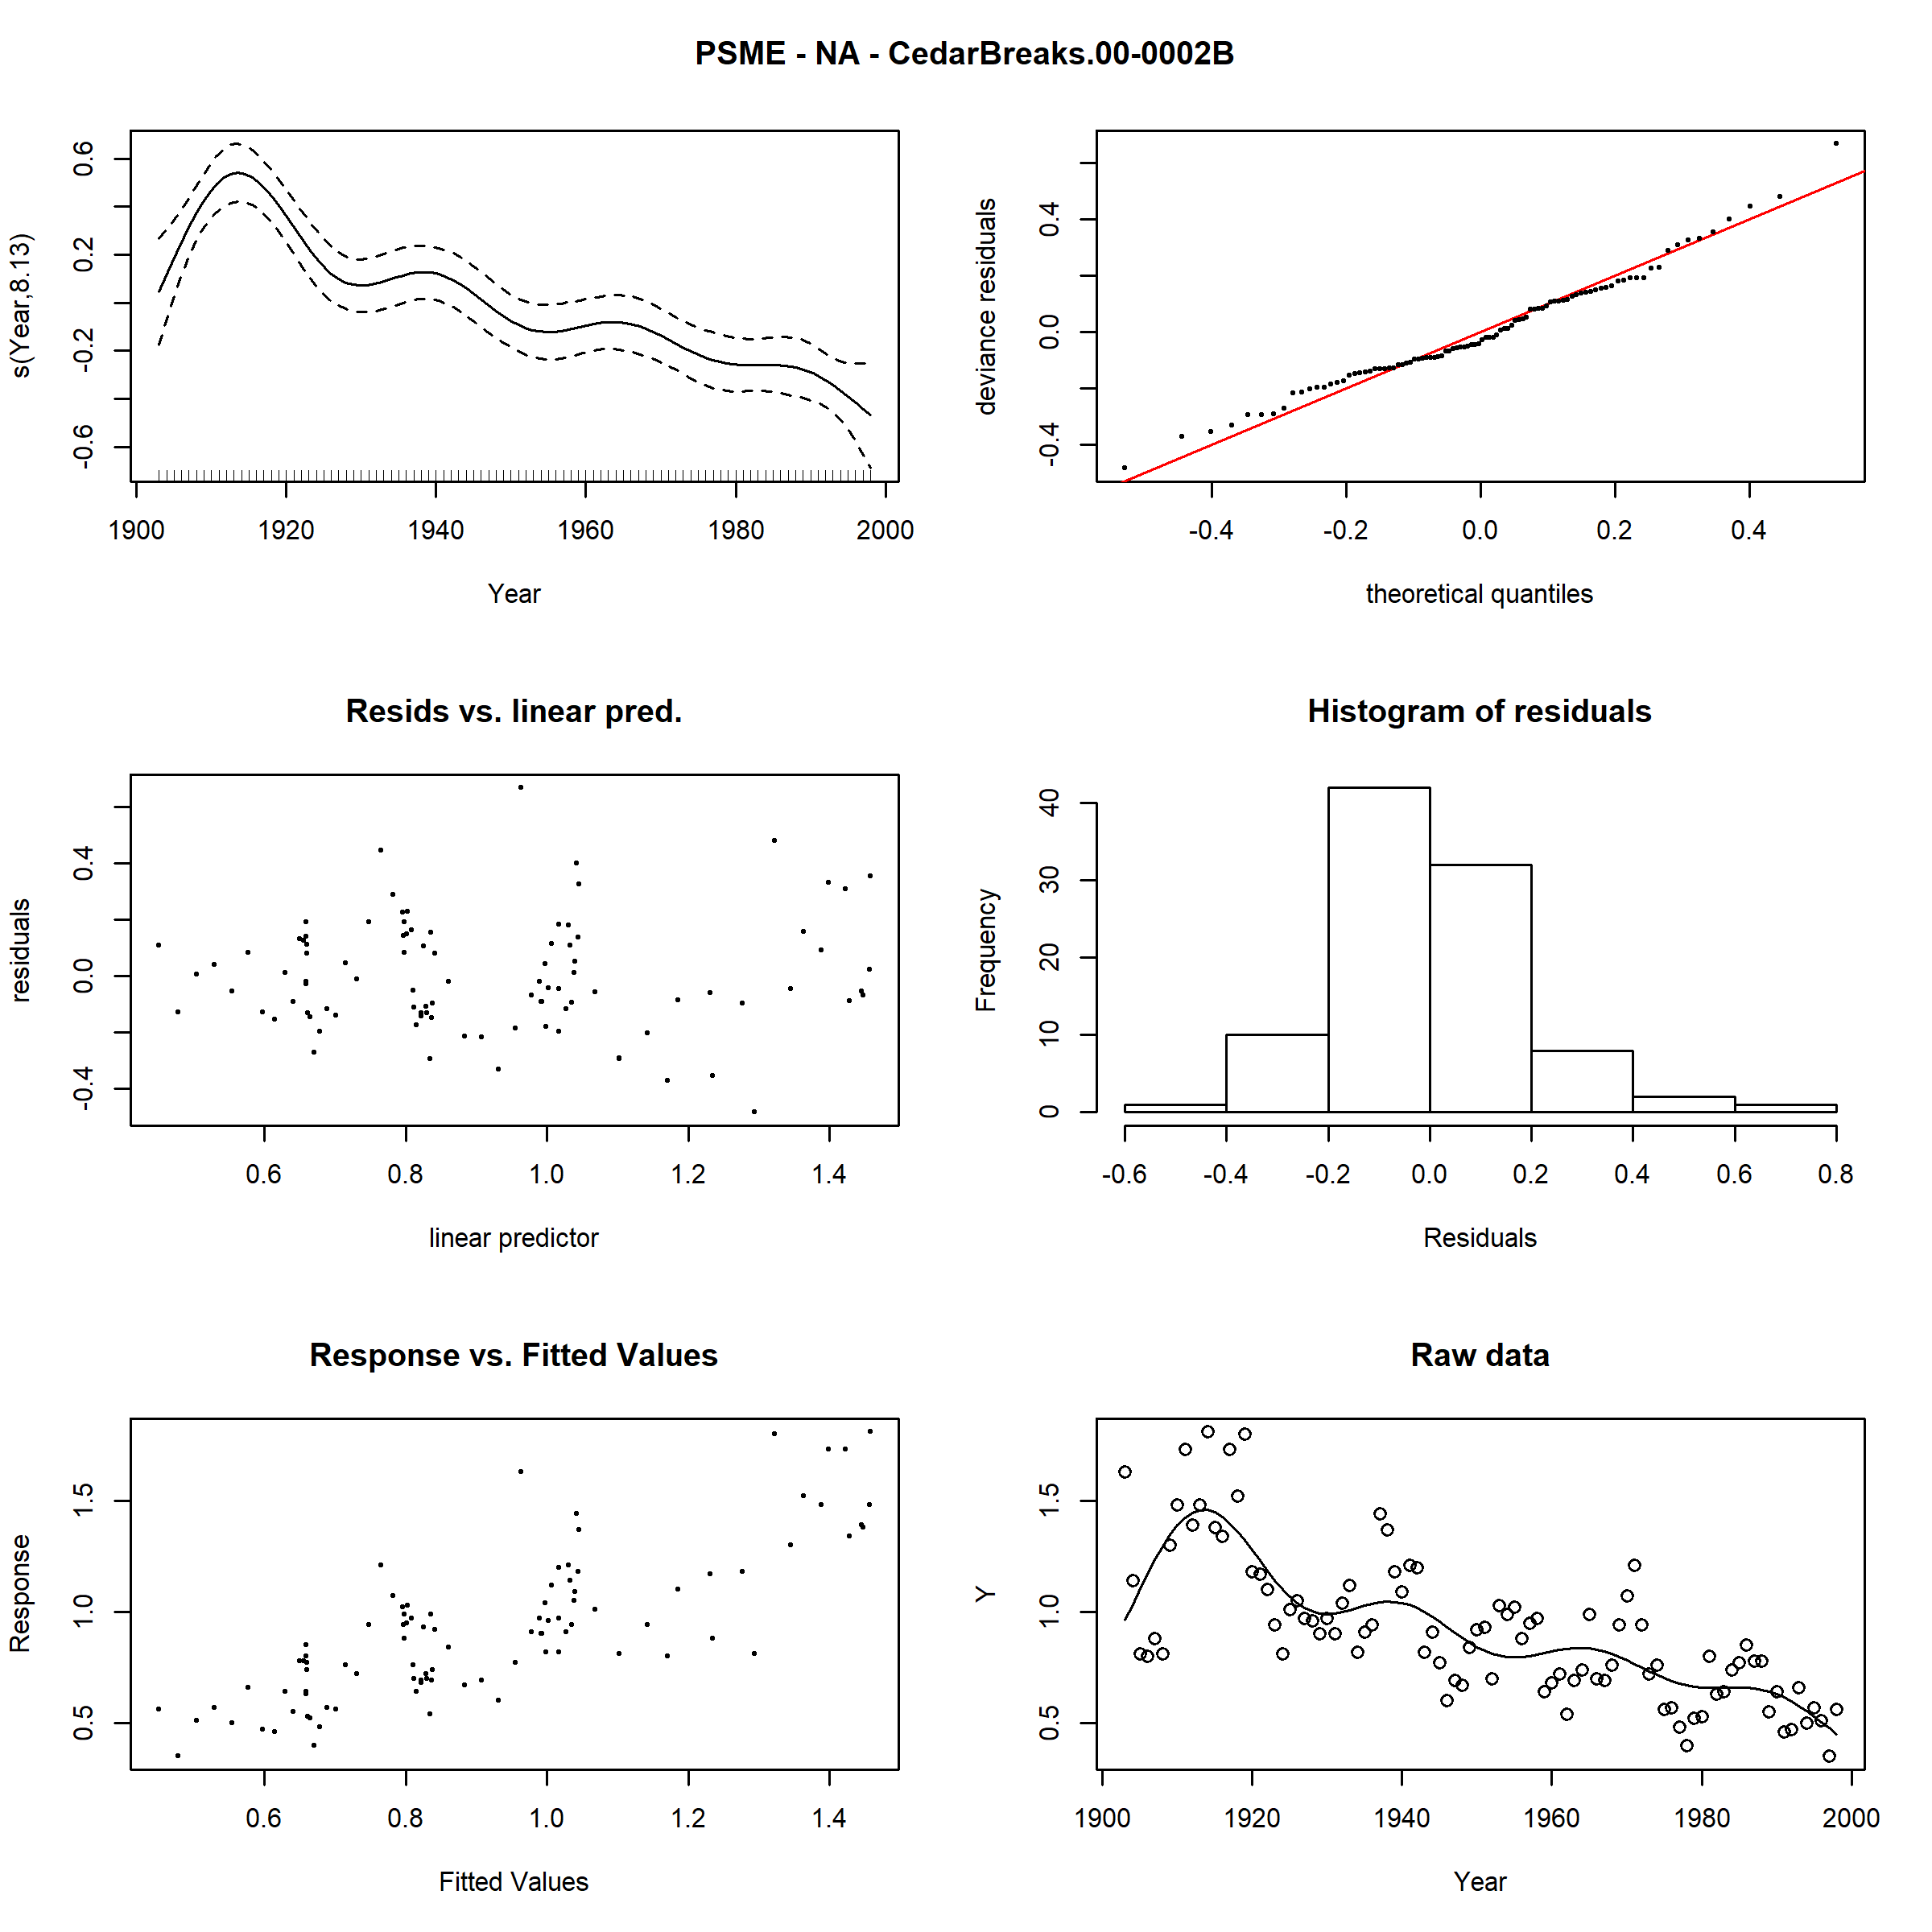 PSME - NA - CedarBreaks.00-0002B
s(Year,8.13)
-0.6
-0.2
0.2
0.6
1900 1920 1940 1960 1980 2000
Year
deviance residuals
-0.4
0.0
0.4
-0.4 -0.2 0.0 0.2 0.4
theoretical quantiles
Resids vs. linear pred.
residuals
-0.4
0.0
0.4
0.6 0.8 1.0 1.2 1.4
linear predictor
Histogram of residuals
Frequency
0
10
20
30
40
-0.6 -0.4 -0.2 0.0 0.2 0.4 0.6 0.8
Residuals
Response vs. Fitted Values
Response
0.5
1.0
1.5
0.6 0.8 1.0 1.2 1.4
Fitted Values
Raw data
Y
0.5
1.0
1.5
1900 1920 1940 1960 1980 2000
Year